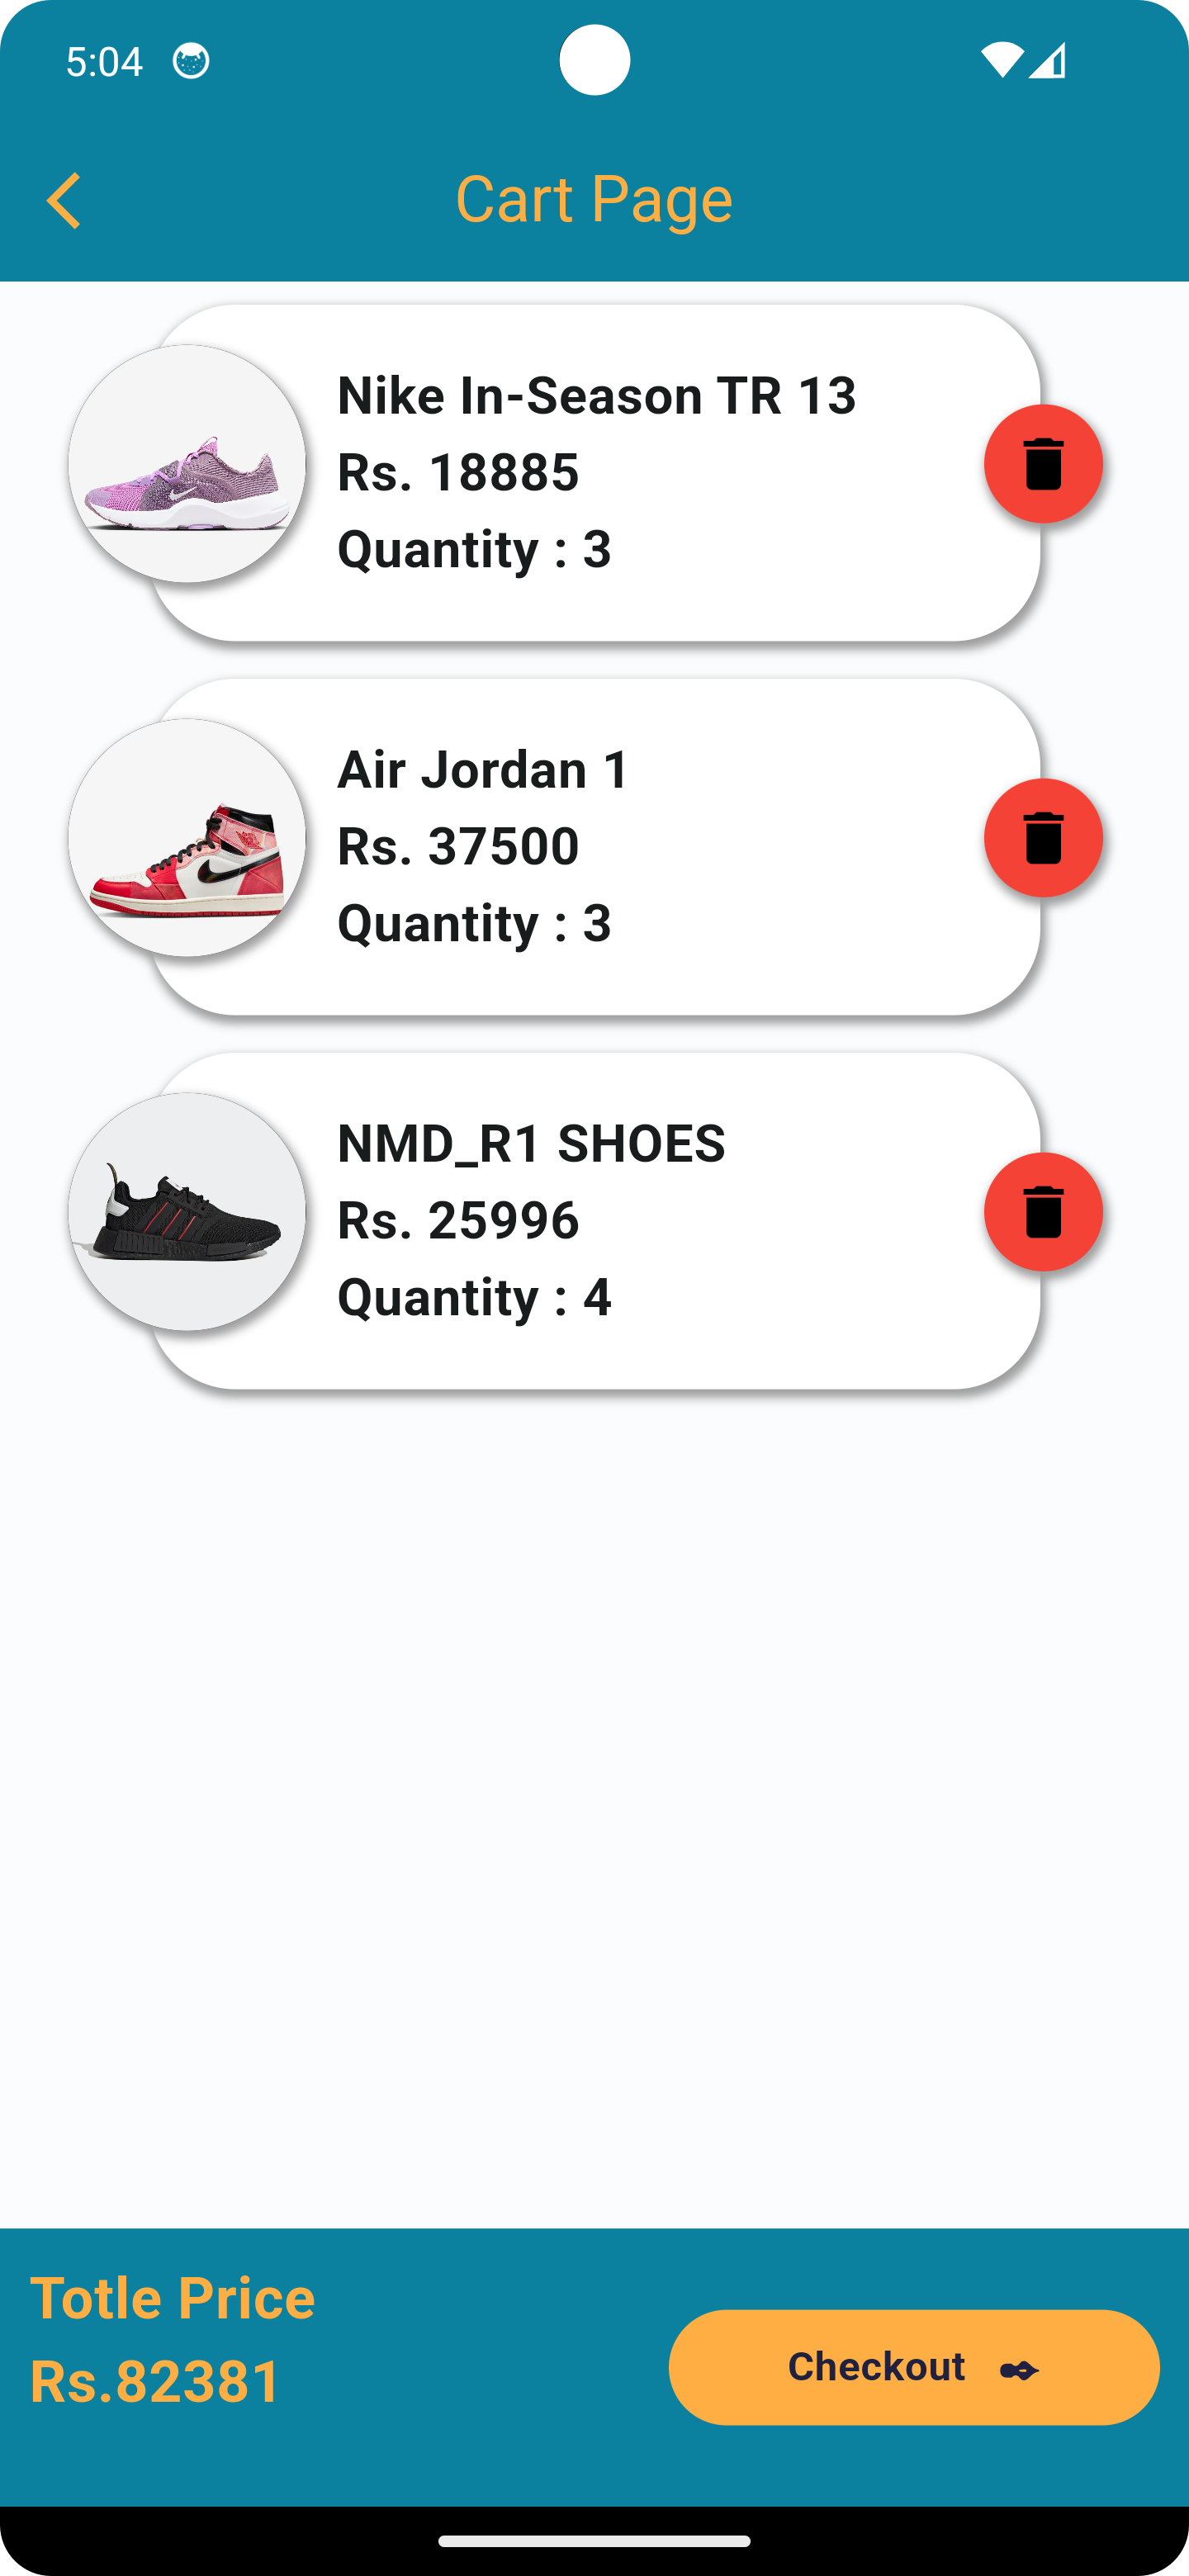 5:04
Cart Page
Nike In-Season TR 13
Rs. 18885
Quantity : 3
Air Jordan 1
Rs. 37500
Quantity : 3
NMD_R1 SHOES
Rs. 25996
Quantity : 4
Totle Price
Rs.82381
Checkout